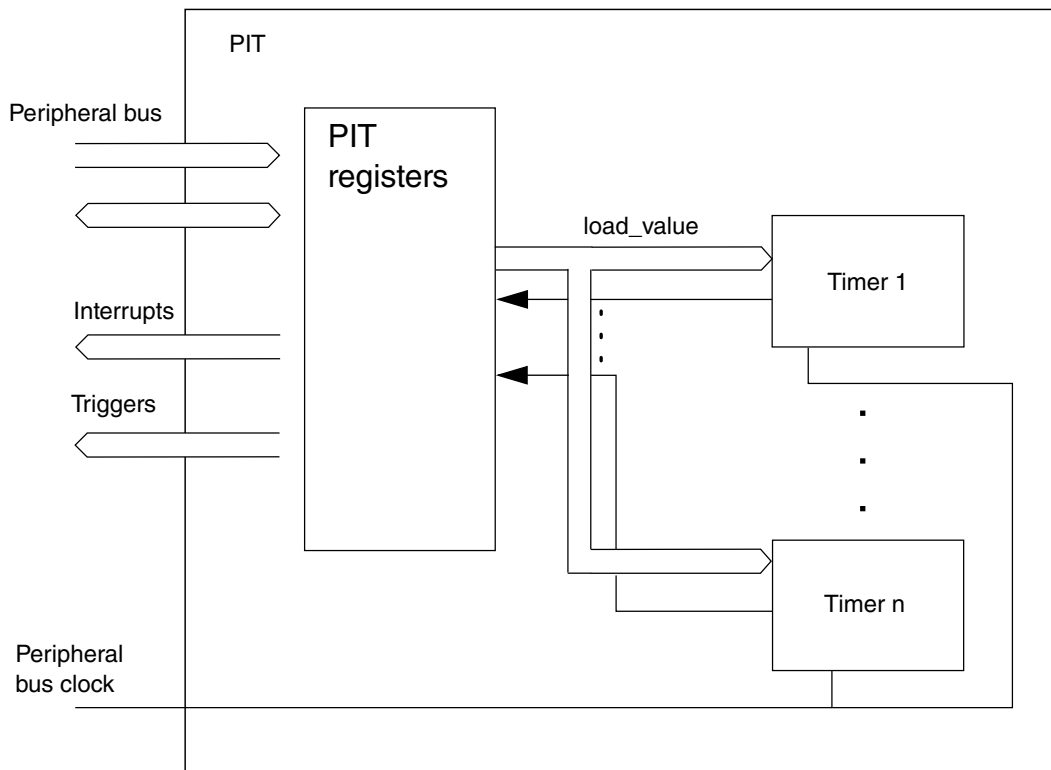 PIT
Peripheral bus
PIT
registers
load_value
Timer 1
Interrupts
Triggers
Timer n
Peripheral
bus clock